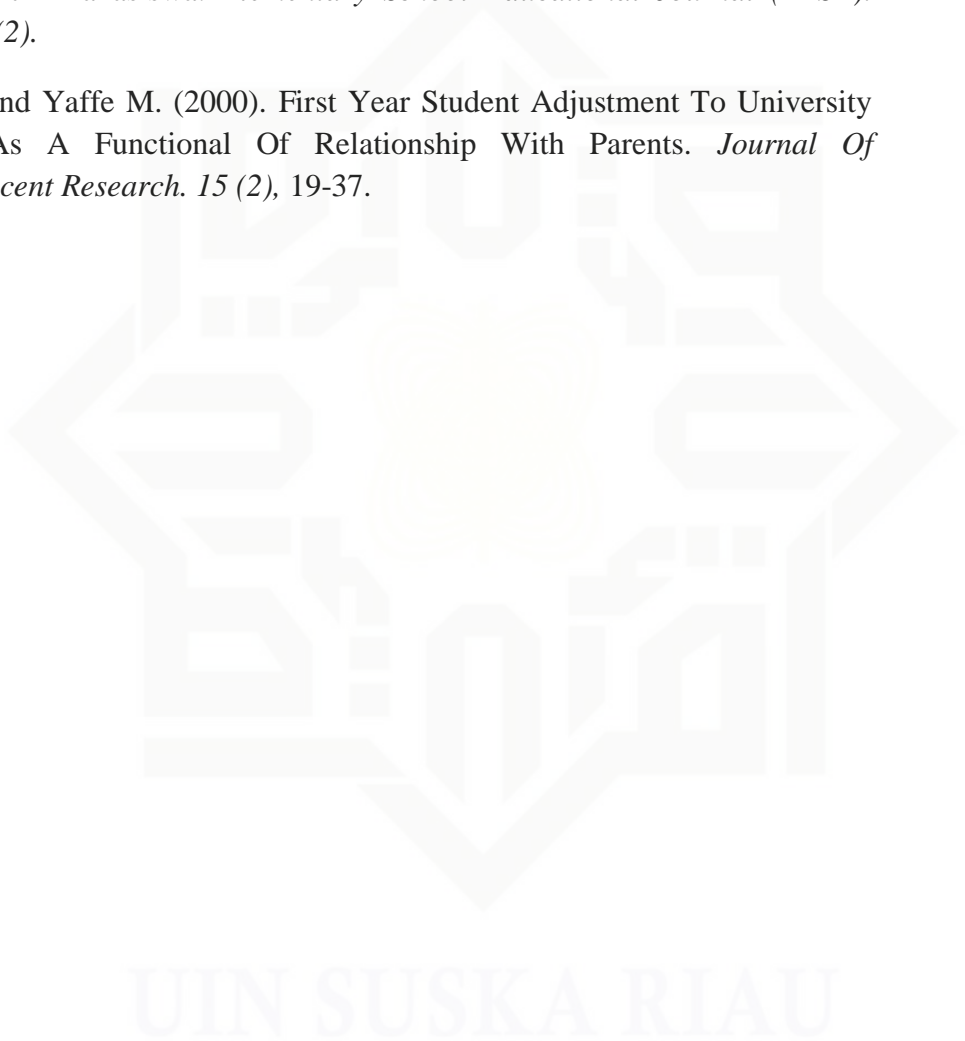 School
(2).
nd Yaffe M. (2000). First Year Student Adjustment To University
As A Functional Of Relationship With Parents. Journal Of
cent Research. 15 (2), 19-37.
UIN SUSKA RIAU